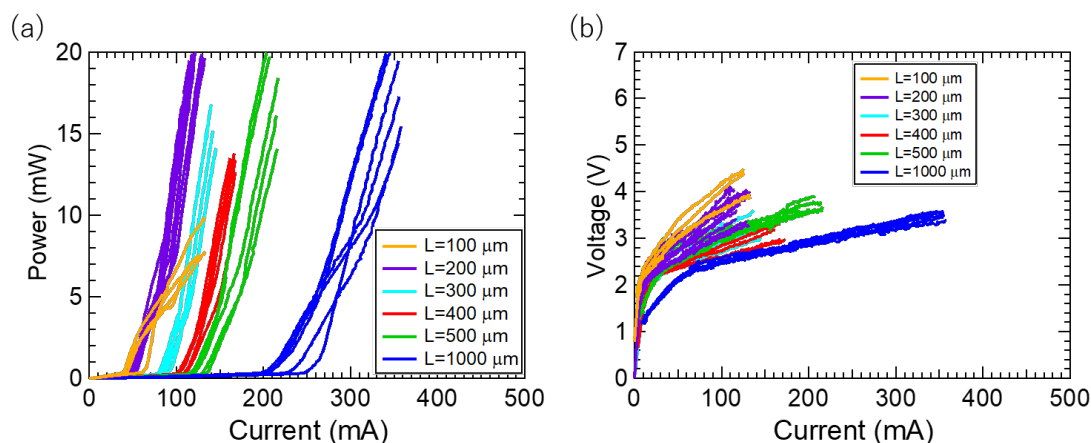 (a)
20
15
10
5
0
Power (mW)
L=100 μm
L=200 μm
L=300 μm
L=400 μm
L=500 μm
L=1000 μm
0 100 200 300 400 500
Current (mA)
(b)
7
6
5
4
3
2
1
0
Voltage (V)
L=100 μm
L=200 μm
L=300 μm
L=400 μm
L=500 μm
L=1000 μm
0 100 200 300 400 500
Current (mA)